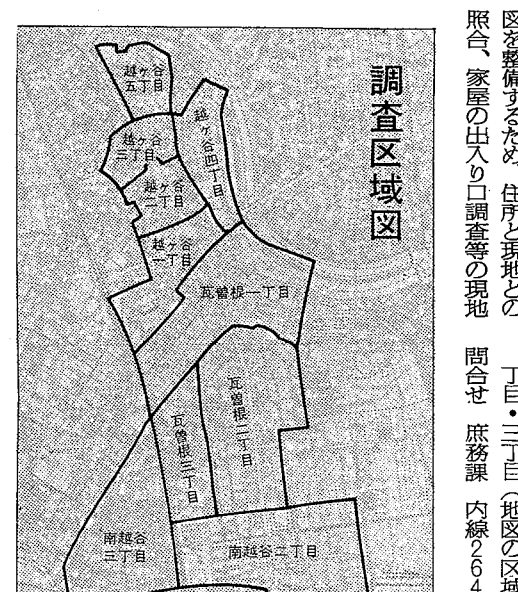 図を整備するため、住所と現地との
照合、家屋の出入り口調査等の現地
丁目・三丁目(地図の区域
問合せ 庶務課 内線264
調査区域図
越ヶ谷
五丁目
越ヶ谷四丁目
越ヶ谷
三丁目
越ヶ谷
二丁目
越ヶ谷
一丁目
瓦曽根一丁目
瓦曽根二丁目
瓦曽根三丁目
南越谷
三丁目
南越谷二丁目